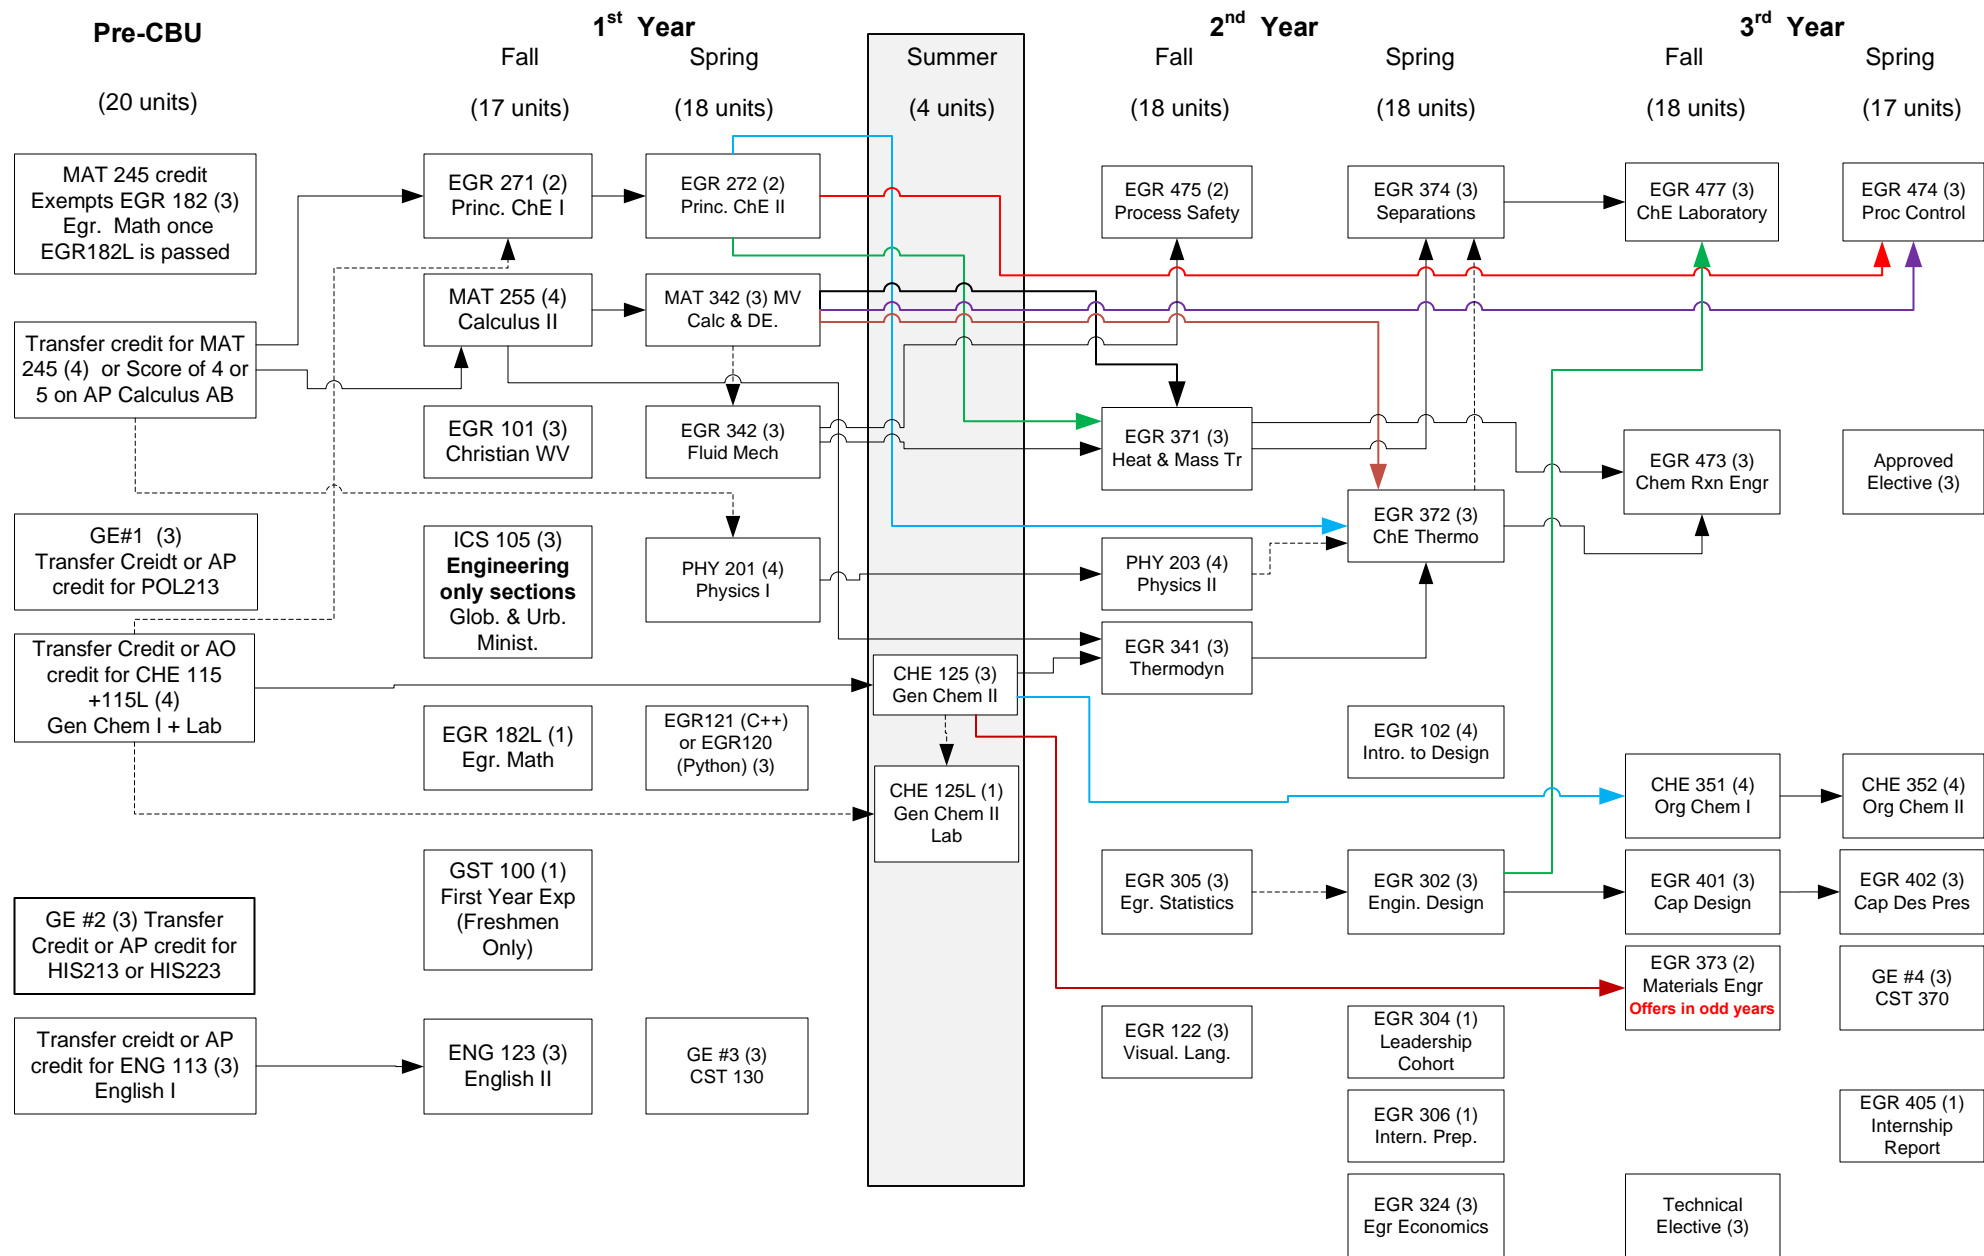 Pre-CBU
(20 units)
1st Year
Fall
(17 units)
Spring
(18 units)
Summer
(4 units)
2nd Year
Fall
(18 units)
Spring
(18 units)
3rd Year
Fall
(18 units)
Spring
(17 units)
MAT 245 credit
Exempts EGR 182 (3)
Egr. Math once
EGR182L is passed
Transfer credit for MAT
245 (4) or Score of 4 or
5 on AP Calculus AB
GE#1 (3)
Transfer Creidt or AP
credit for POL213
Transfer Credit or AO
credit for CHE 115
+115L (4)
Gen Chem I + Lab
GE #2 (3) Transfer
Credit or AP credit for
HIS213 or HIS223
Transfer creidt or AP
credit for ENG 113 (3)
English I
EGR 271 (2)
Princ. ChE I
MAT 255 (4)
Calculus II
EGR 101 (3)
Christian WV
ICS 105 (3)
Engineering
only sections
Glob. & Urb.
Minist.
EGR 182L (1)
Egr. Math
GST 100 (1)
First Year Exp
(Freshmen
Only)
ENG 123 (3)
English II
EGR 272 (2)
Princ. ChE II
MAT 342 (3) MV
Calc & DE.
EGR 342 (3)
Fluid Mech
PHY 201 (4)
Physics I
EGR121 (C++)
or EGR120
(Python) (3)
GE #3 (3)
CST 130
CHE 125 (3)
Gen Chem II
CHE 125L (1)
Gen Chem II
Lab
EGR 475 (2)
Process Safety
EGR 371 (3)
Heat & Mass Tr
PHY 203 (4)
Physics II
EGR 341 (3)
Thermodyn
EGR 305 (3)
Egr. Statistics
EGR 122 (3)
Visual. Lang.
EGR 374 (3)
Separations
EGR 372 (3)
ChE Thermo
EGR 102 (4)
Intro. to Design
EGR 302 (3)
Engin. Design
EGR 304 (1)
Leadership
Cohort
EGR 306 (1)
Intern. Prep.
EGR 324 (3)
Egr Economics
EGR 477 (3)
ChE Laboratory
EGR 473 (3)
Chem Rxn Engr
CHE 351 (4)
Org Chem I
EGR 401 (3)
Cap Design
EGR 373 (2)
Materials Engr
Offers in odd years
Technical
Elective (3)
EGR 474 (3)
Proc Control
Approved
Elective (3)
CHE 352 (4)
Org Chem II
EGR 402 (3)
Cap Des Pres
GE #4 (3)
CST 370
EGR 405 (1)
Internship
Report